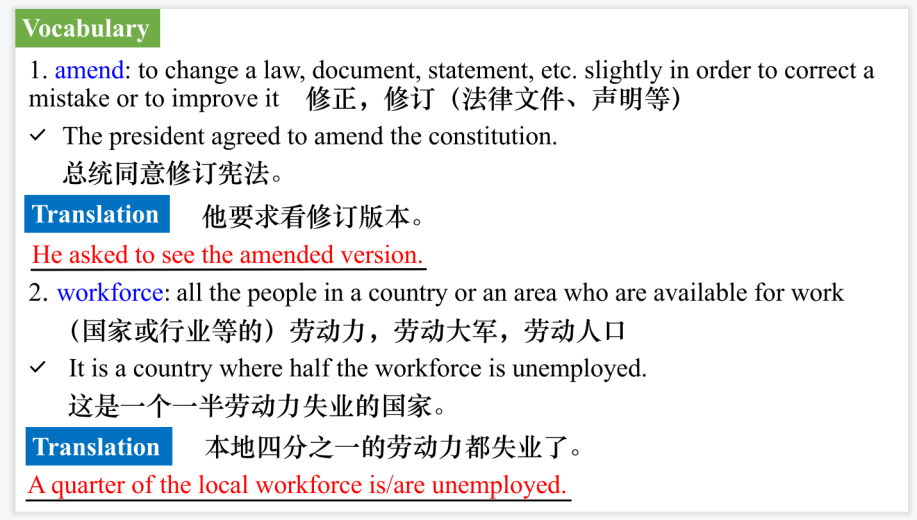 Vocabulary
1. amend: to change a law, document, statement, etc. slightly in order to correct a
mistake or to improve it 修正，修订（法律文件、声明等）
✓ The president agreed to amend the constitution.
总统同意修订宪法。
Translation 他要求看修订版本。
He asked to see the amended version.
2. workforce: all the people in a country or an area who are available for work
（国家或行业等的）劳动力，劳动大军，劳动人口
✓ It is a country where half the workforce is unemployed.
这是一个一半劳动力失业的国家。
Translation 本地四分之一的劳动力都失业了。
A quarter of the local workforce is/are unemployed.